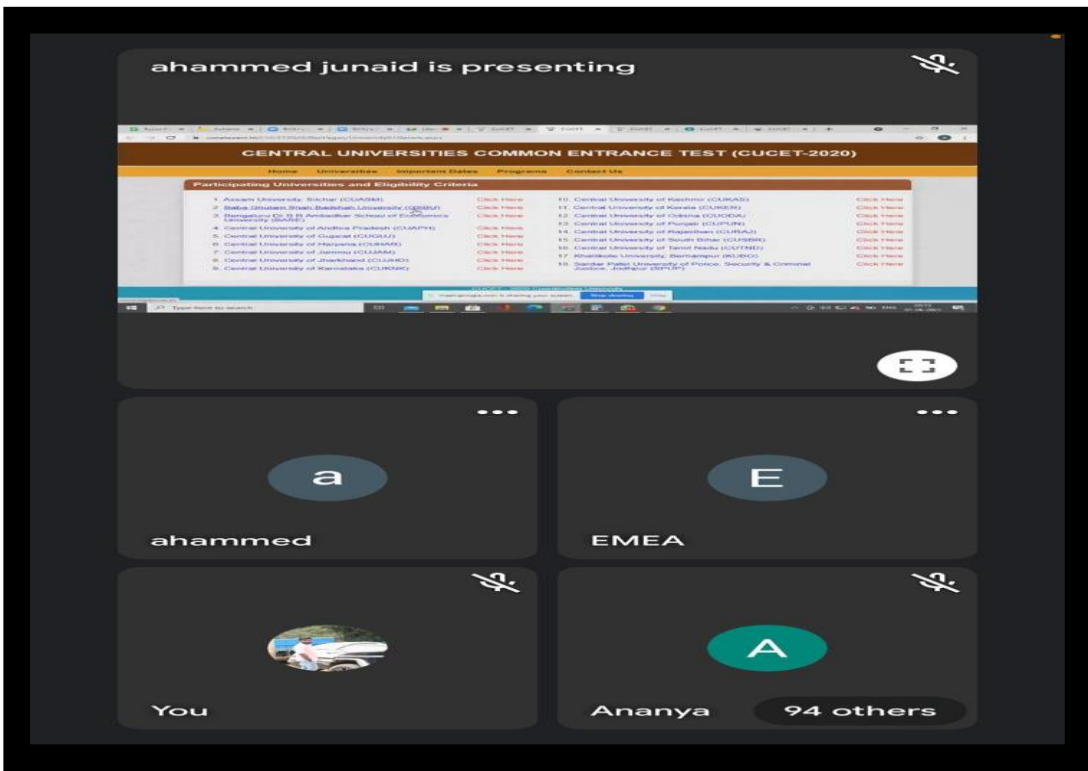 ahammed junaid is presenting
CENTRAL UNIVERSITIES COMMON ENTRANCE TEST (CUCET-2020)
Home Universities Important Dates Programs Contact Us
Participating Universities and Eligibility Criteria
1. Assam University, Silchar (CUASM) Click Here
2. Baba Ghulam Shah Badshah University Click Here
3. Bengaluru Dr B R Ambedkar School of Economics
University (BASE) Click Here
4. Central University of Andhra Pradesh (CUAPH) Click Here
5. Central University of Gujarat (CUGUJ) Click Here
6. Central University of Haryana (CUHAR) Click Here
7. Central University of Jammu (CUJAM) Click Here
8. Central University of Jharkhand (CUJHD) Click Here
9. Central University of Karnataka (CUKNK) Click Here
10. Central University of Kashmir (CUKAS) Click Here
11. Central University of Kerala (CUKER) Click Here
12. Central University of Odisha (CUODA) Click Here
13. Central University of Punjab (CUPUN) Click Here
14. Central University of Rajasthan (CURAJ) Click Here
15. Central University of South Bihar (CUSBR) Click Here
16. Central University of Tamil Nadu (CUTND) Click Here
17. Khallikote University, Berhampur (KUBO) Click Here
18. Sardar Patel University of Police, Security & Criminal
Justice, Jodhpur (SPUP) Click Here
is sharing your screen. Stop sharing Hide
Type here to search
a
ahammed
E
EMEA
You
A
Ananya
94 others